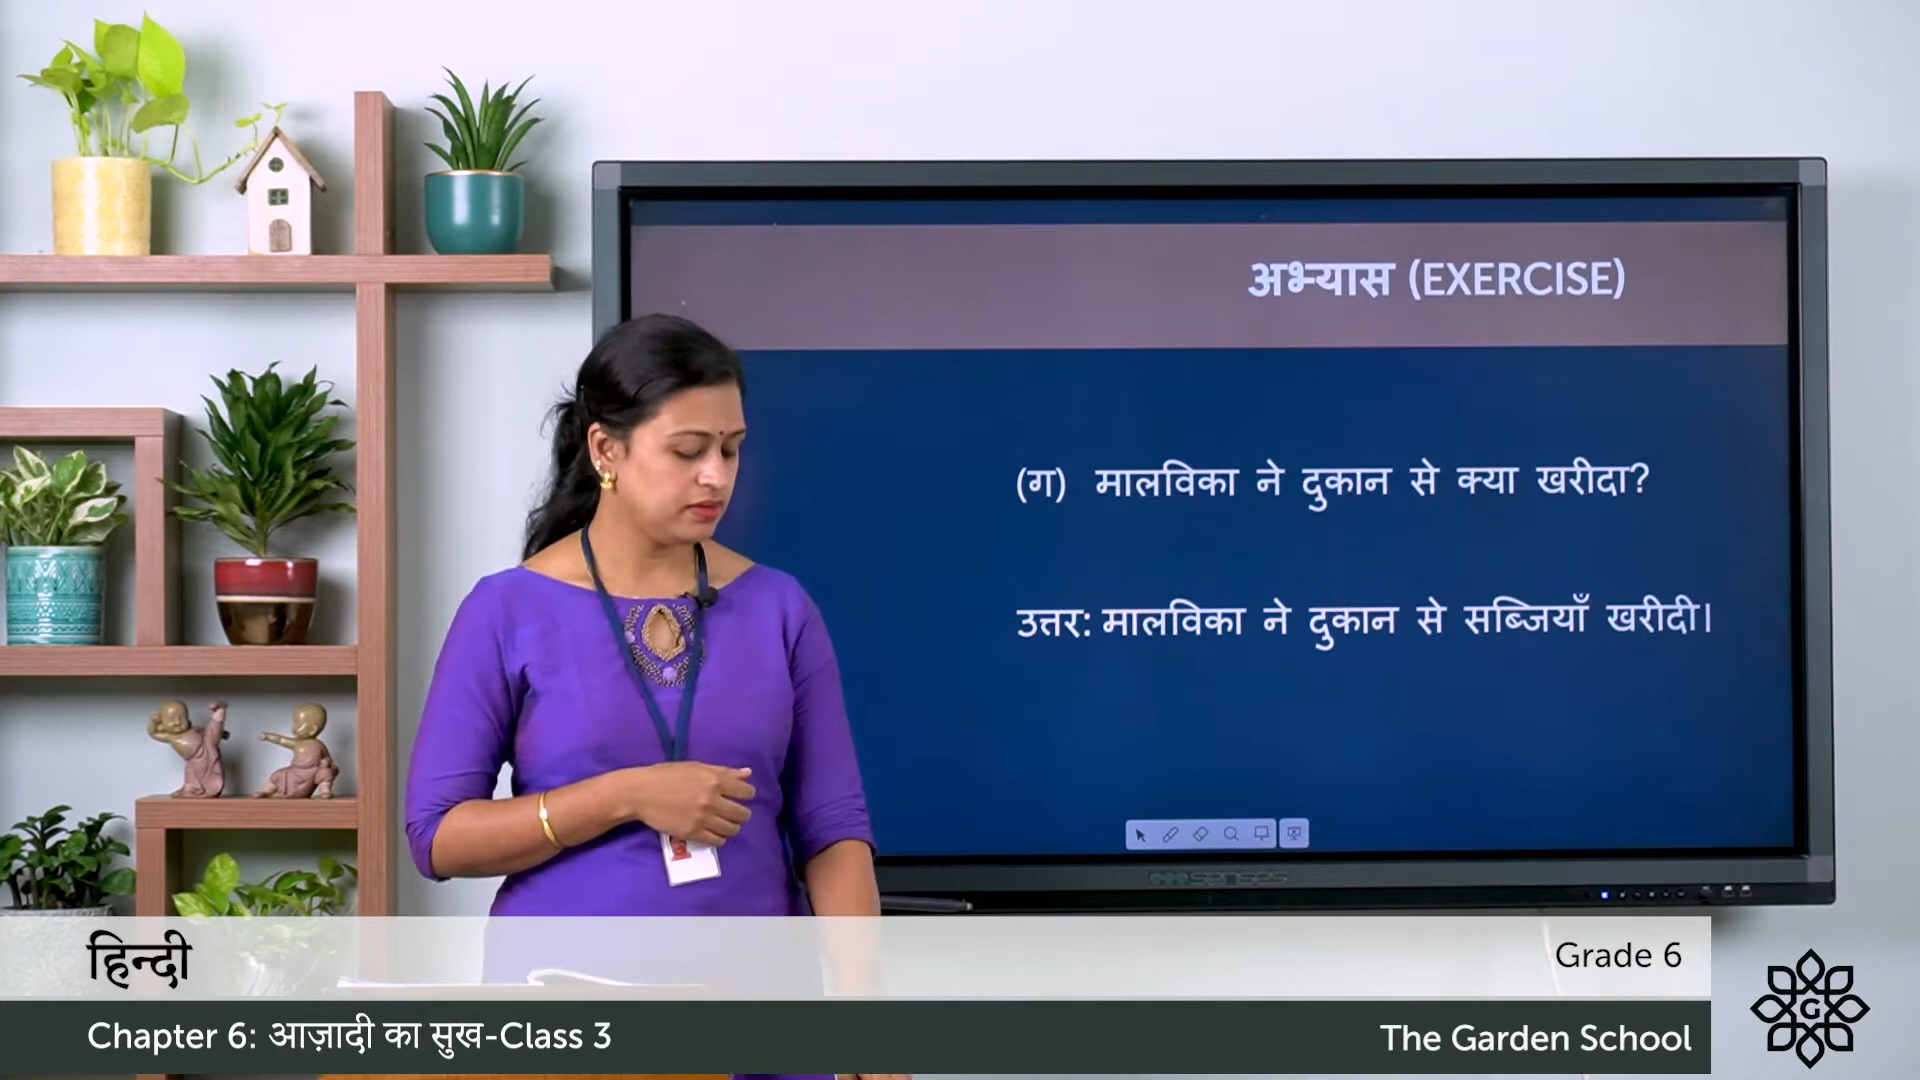 अभ्यास (EXERCISE)
(ग) मालविका ने दुकान से क्या खरीदा?
उत्तर: मालविका ने दुकान से सब्जियाँ खरीदी।
हिन्दी
Grade 6
Chapter 6: आज़ादी का सुख-Class 3
The Garden School
G